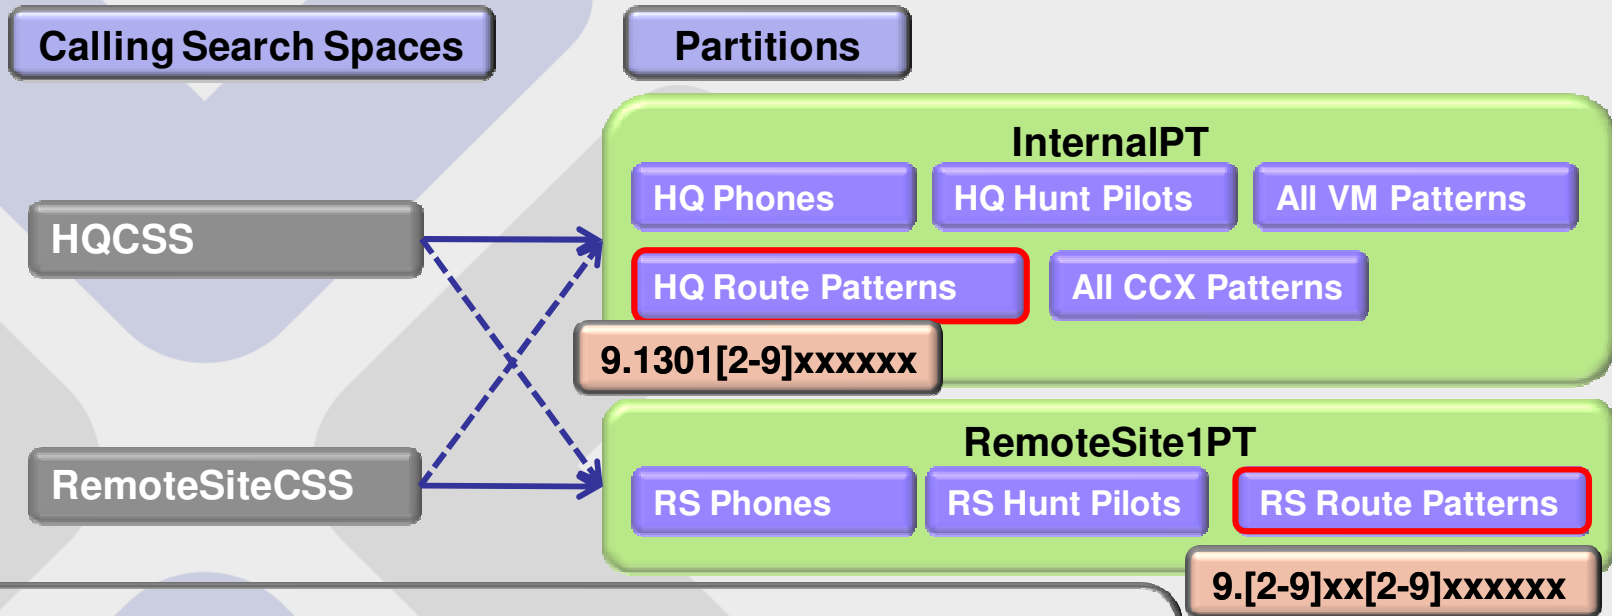 Calling Search Spaces
Partitions
InternalPT
HQ Phones
HQ Hunt Pilots
All VM Patterns
HQCSS
HQ Route Patterns
All CCX Patterns
9.1301[2-9]xxxxxx
RemoteSite1PT
RemoteSiteCSS
RS Phones
RS Hunt Pilots
RS Route Patterns
9.[2-9]xx[2-9]xxxxxx